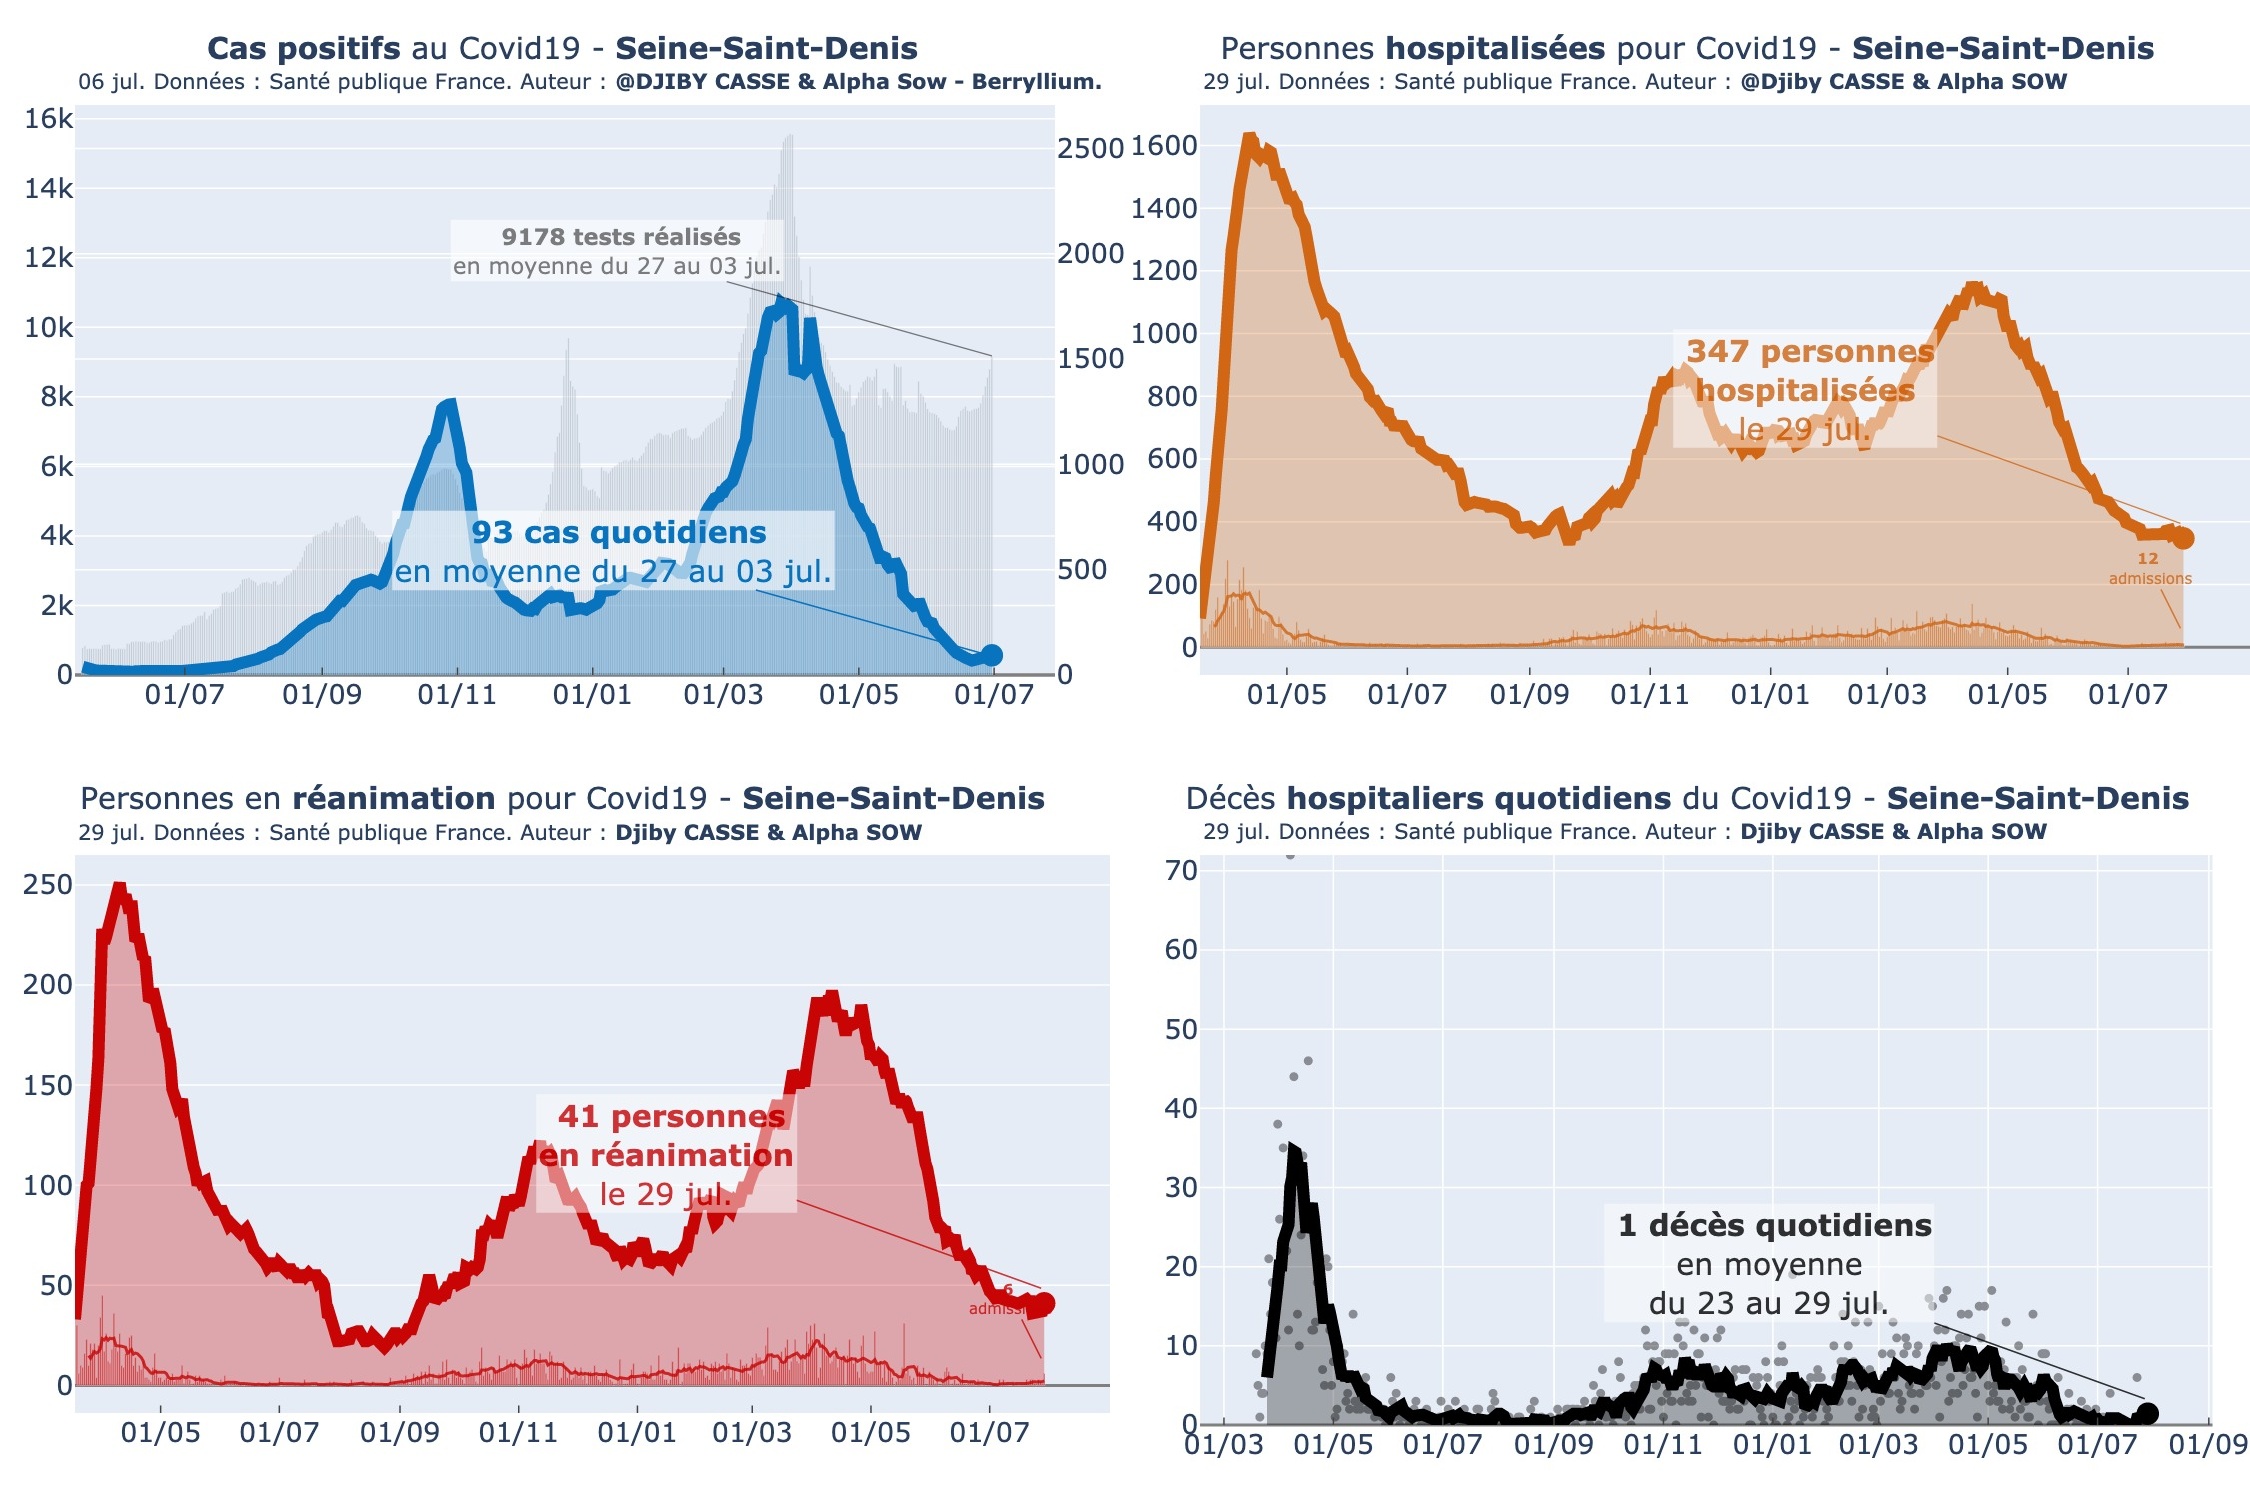 Cas positifs au Covid19 - Seine-Saint-Denis
06 jul. Données : Santé publique France. Auteur : @DJIBY CASSE & Alpha Sow - Berryllium.
16k
14k
12k
10k
8k
6k
4k
2k
0
2500
2000
1500
1000
500
0
9178 tests réalisés
en moyenne du 27 au 03 jul.
93 cas quotidiens
en moyenne du 27 au 03 jul.
01/07 01/09 01/11 01/01 01/03 01/05 01/07
Personnes hospitalisées pour Covid19 - Seine-Saint-Denis
29 jul. Données : Santé publique France. Auteur : @Djiby CASSE & Alpha SOW
1600
1400
1200
1000
800
600
400
200
0
347 personnes
hospitalisées
le 29 jul.
12
admissions
01/05 01/07 01/09 01/11 01/01 01/03 01/05 01/07
Personnes en réanimation pour Covid19 - Seine-Saint-Denis
29 jul. Données : Santé publique France. Auteur : Djiby CASSE & Alpha SOW
250
200
150
100
50
0
41 personnes
en réanimation
le 29 jul.
6
01/05 01/07 01/09 01/11 01/01 01/03 01/05 01/07
Décès hospitaliers quotidiens du Covid19 - Seine-Saint-Denis
29 jul. Données : Santé publique France. Auteur : Djiby CASSE & Alpha SOW
70
60
50
40
30
20
10
0
1 décès quotidiens
en moyenne
du 23 au 29 jul.
01/03 01/05 01/07 01/09 01/11 01/01 01/03 01/05 01/07 01/09